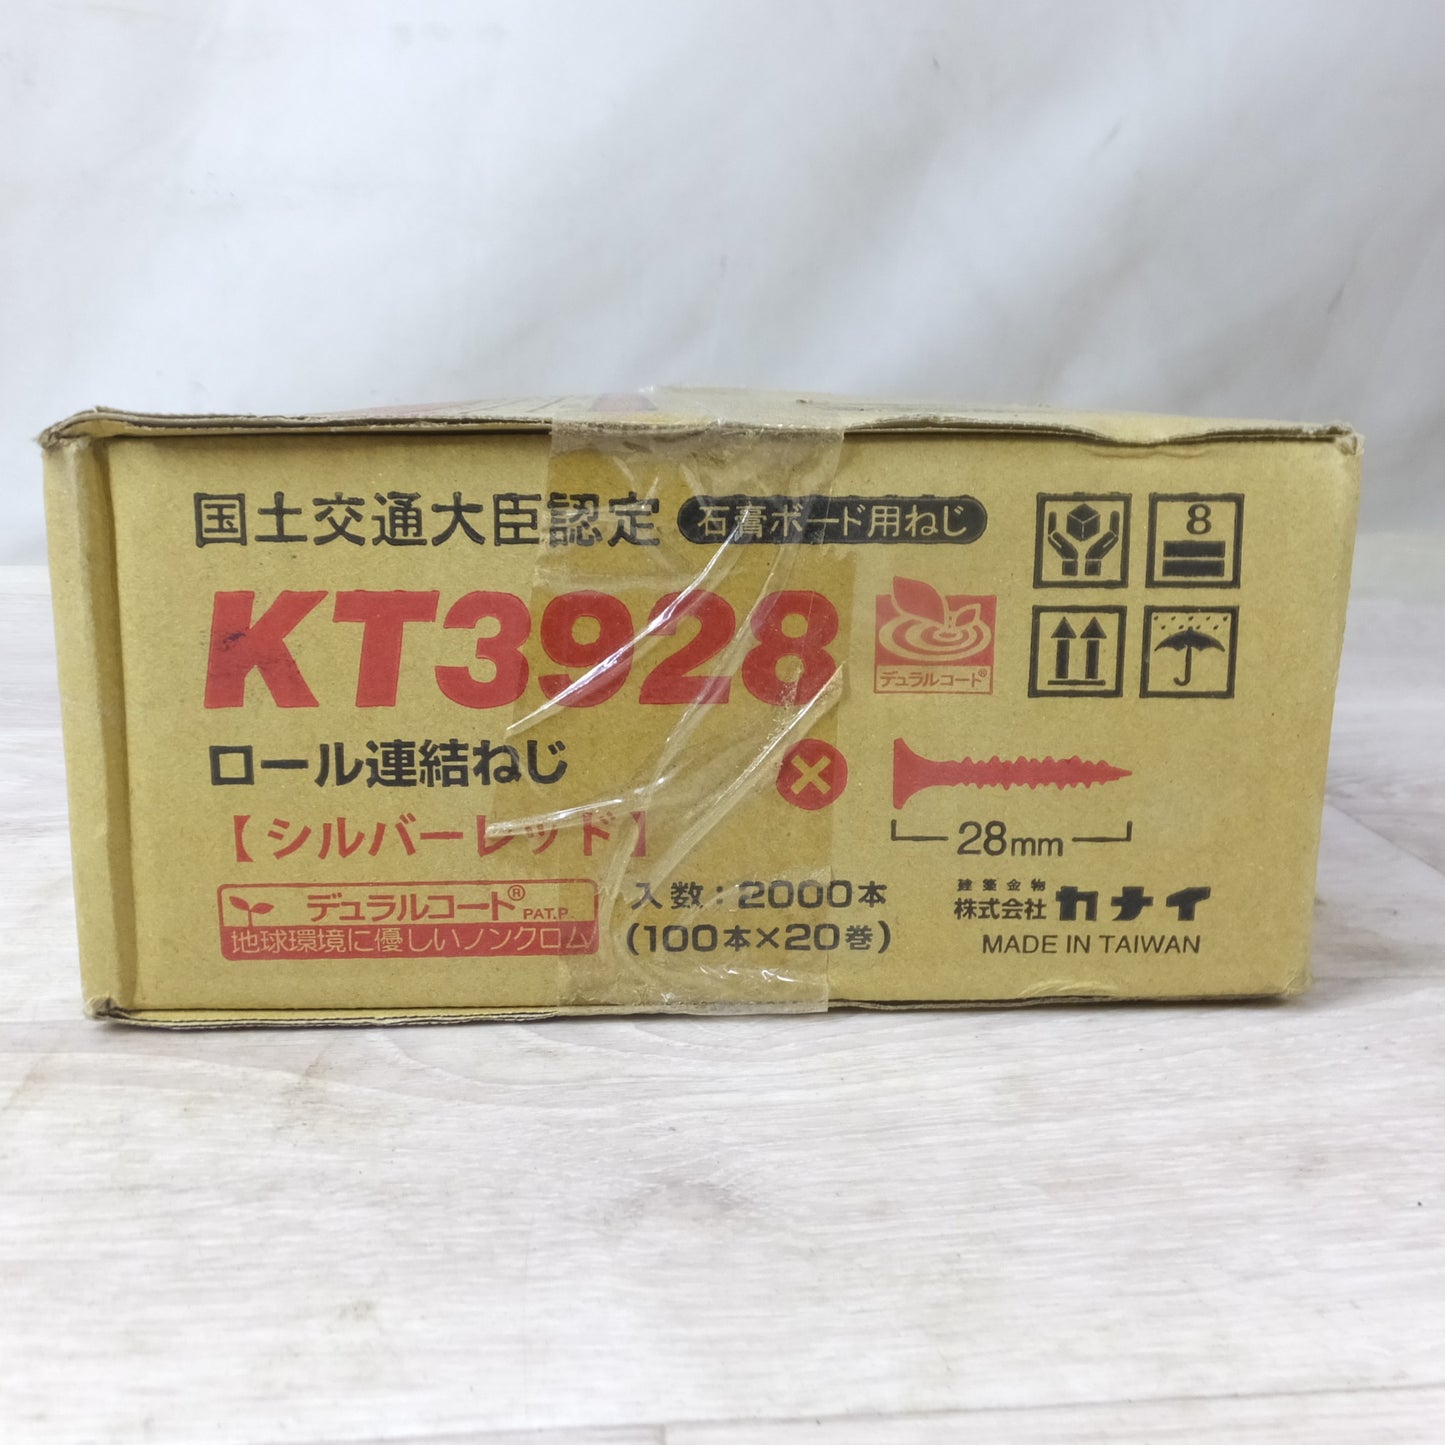 国土交通大臣認定 石膏ボード用ねじ
KT3928
デュラルコート®
8
ロール連結ねじ
【シルバーレッド】
28mm
デュラルコート® PAT.P.
地球環境に優しいノンクロム
入数：2000本
(100本×20巻)
建築金物
株式会社 カナイ
MADE IN TAIWAN